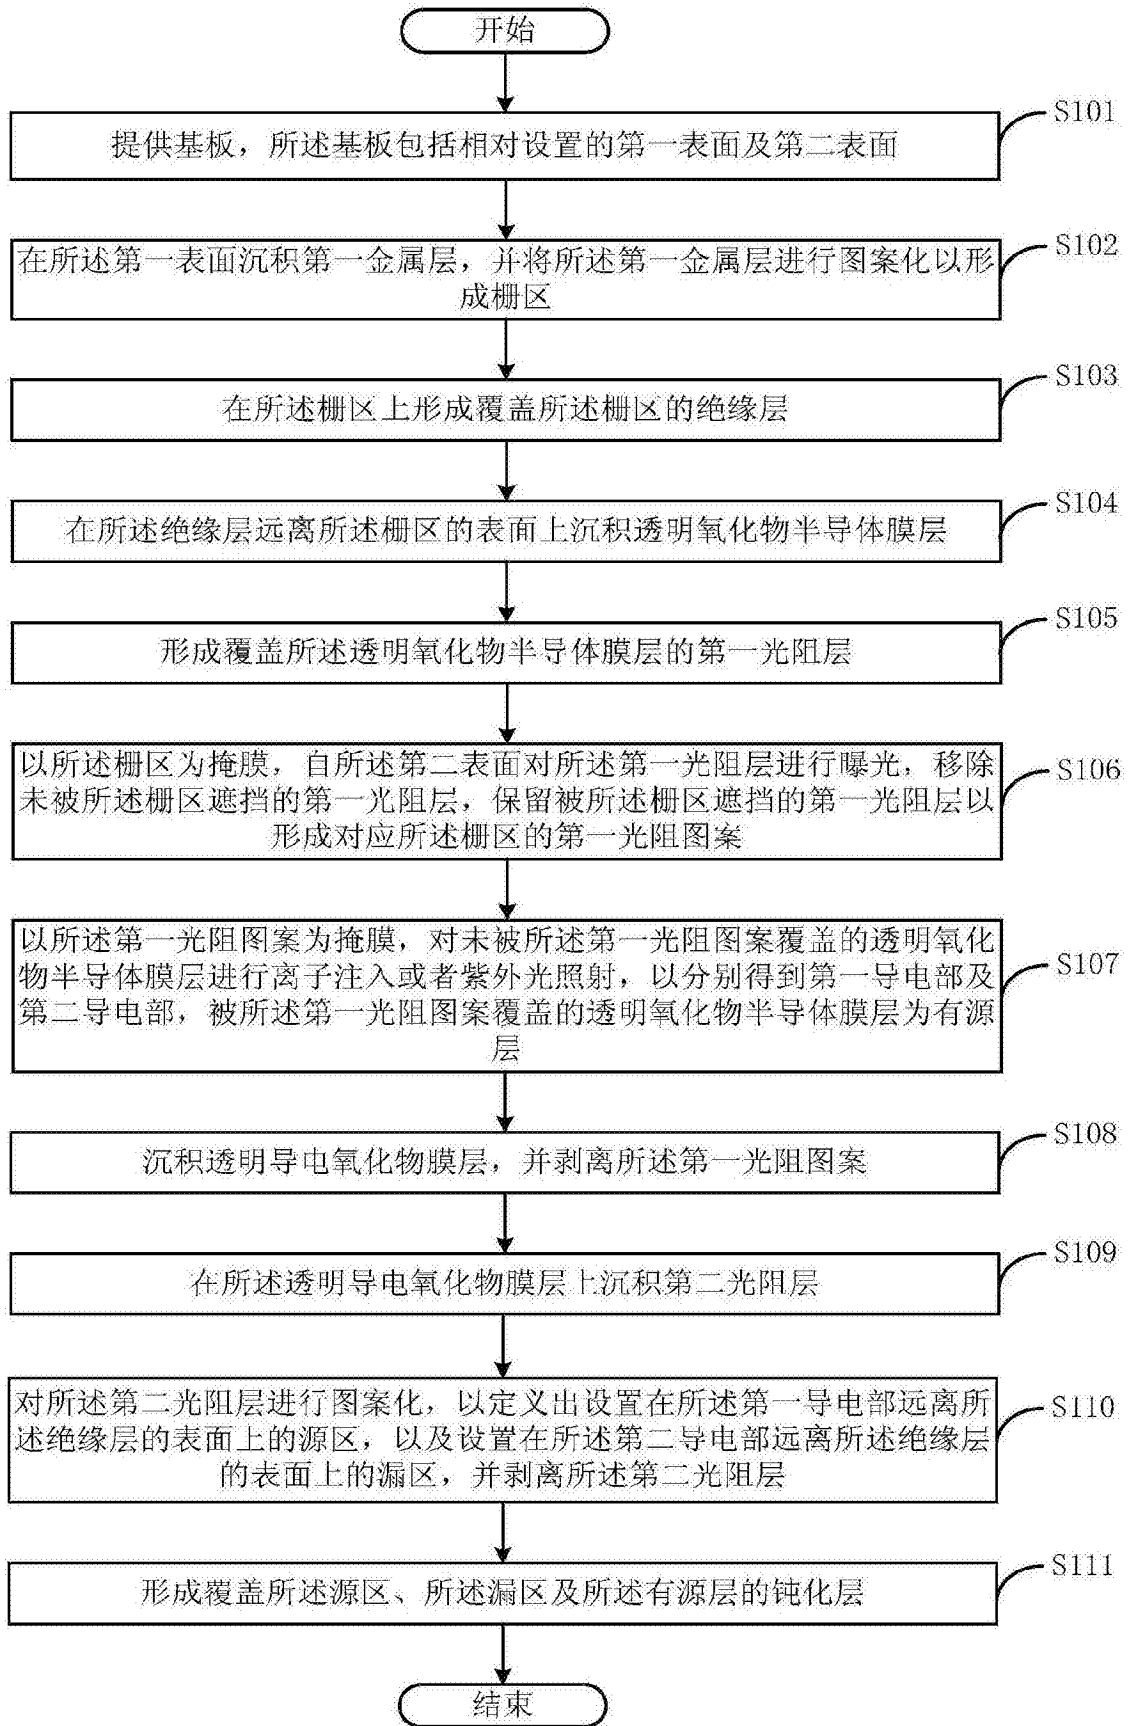 开始
S101
提供基板，所述基板包括相对设置的第一表面及第二表面
S102
在所述第一表面沉积第一金属层，并将所述第一金属层进行图案化以形
成栅区
S103
在所述栅区上形成覆盖所述栅区的绝缘层
S104
在所述绝缘层远离所述栅区的表面上沉积透明氧化物半导体膜层
S105
形成覆盖所述透明氧化物半导体膜层的第一光阻层
S106
以所述栅区为掩膜，自所述第二表面对所述第一光阻层进行曝光，移除
未被所述栅区遮挡的第一光阻层，保留被所述栅区遮挡的第一光阻层以
形成对应所述栅区的第一光阻图案
S107
以所述第一光阻图案为掩膜，对未被所述第一光阻图案覆盖的透明氧化
物半导体膜层进行离子注入或者紫外光照射，以分别得到第一导电部及
第二导电部，被所述第一光阻图案覆盖的透明氧化物半导体膜层为有源
层
S108
沉积透明导电氧化物膜层，并剥离所述第一光阻图案
S109
在所述透明导电氧化物膜层上沉积第二光阻层
S110
对所述第二光阻层进行图案化，以定义出设置在所述第一导电部远离所
述绝缘层的表面上的源区，以及设置在所述第二导电部远离所述绝缘层
的表面上的漏区，并剥离所述第二光阻层
S111
形成覆盖所述源区、所述漏区及所述有源层的钝化层
结束